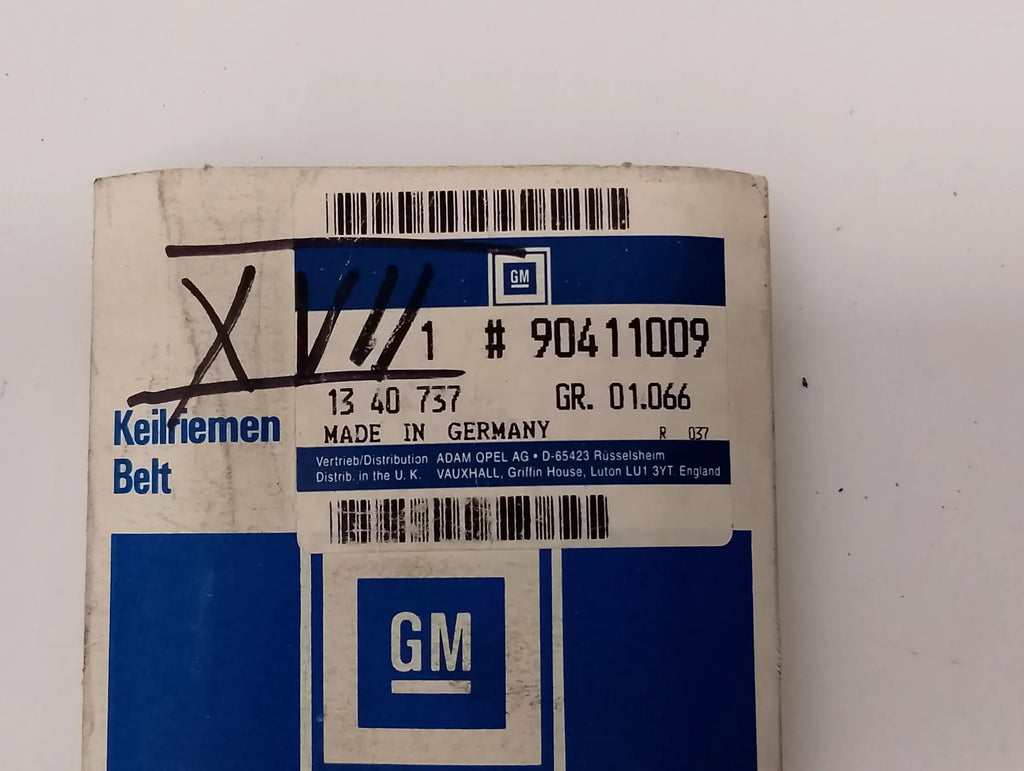 GM
XVII
1 # 90411009
13 40 737 GR. 01.066
MADE IN GERMANY R 037
Keilriemen
Belt
Vertrieb/Distribution ADAM OPEL AG • D-65423 Rüsselsheim
Distrib. in the U. K. VAUXHALL, Griffin House, Luton LU1 3YT. England
GM